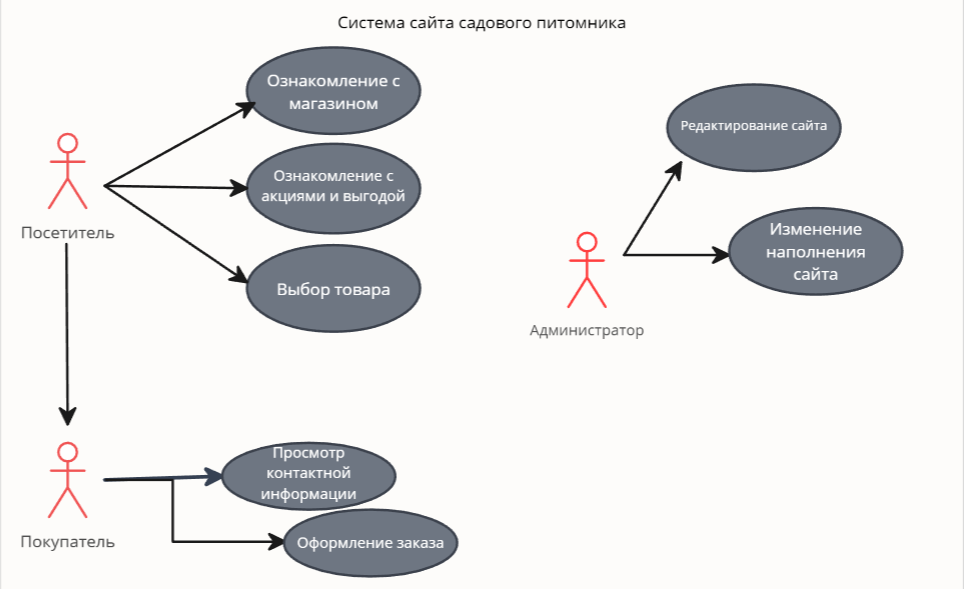 Система сайта садового питомника
Ознакомление с
магазином
Ознакомление с
акциями и выгодой
Выбор товара
Посетитель
Редактирование сайта
Изменение
наполнения
сайта
Администратор
Просмотр
контактной
информации
Оформление заказа
Покупатель